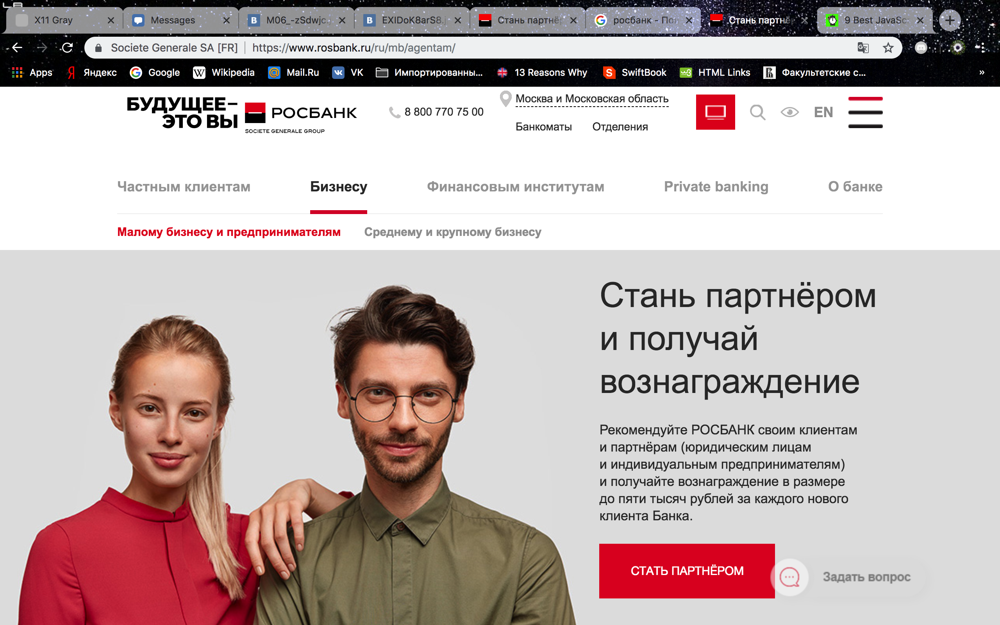 X11 Gray
Messages
M06_-zSdwjc.j
EXIDoK8arS8.j
Стань партнёр
росбанк - Пои
Стань партнё
9 Best JavaSc
Societe Generale SA [FR] | https://www.rosbank.ru/ru/mb/agentam/
Apps
Яндекс
Google
Wikipedia
Mail.Ru
VK
Импортированны...
13 Reasons Why
SwiftBook
HTML Links
Факультетские с...
»
БУДУЩЕЕ–
ЭТО ВЫ
РОСБАНК
SOCIETE GENERALE GROUP
8 800 770 75 00
Москва и Московская область
Банкоматы
Отделения
EN
Частным клиентам
Бизнесу
Финансовым институтам
Private banking
О банке
Малому бизнесу и предпринимателям
Среднему и крупному бизнесу
Стань партнёром
и получай
вознаграждение
Рекомендуйте РОСБАНК своим клиентам
и партнёрам (юридическим лицам
и индивидуальным предпринимателям)
и получайте вознаграждение в размере
до пяти тысяч рублей за каждого нового
клиента Банка.
СТАТЬ ПАРТНЁРОМ
Задать вопрос